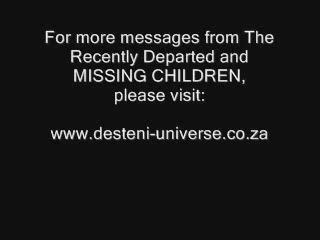 For more messages from The
Recently Departed and
MISSING CHILDREN,
please visit:
www.desteni-universe.co.za